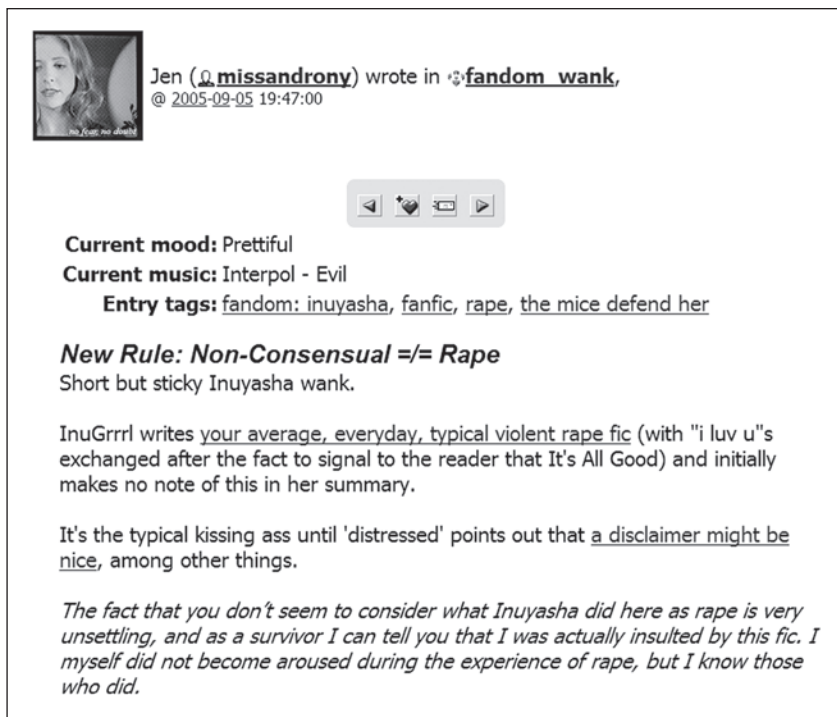 Jen (missandrony) wrote in fandom_wank,
@ 2005-09-05 19:47:00
no fear, no doubt
Current mood: Prettiful
Current music: Interpol - Evil
Entry tags: fandom: inuyasha, fanfic, rape, the mice defend her
New Rule: Non-Consensual =/= Rape
Short but sticky Inuyasha wank.
InuGrrrl writes your average, everyday, typical violent rape fic (with "i luv u"s
exchanged after the fact to signal to the reader that It's All Good) and initially
makes no note of this in her summary.
It's the typical kissing ass until 'distressed' points out that a disclaimer might be
nice, among other things.
The fact that you don't seem to consider what Inuyasha did here as rape is very
unsettling, and as a survivor I can tell you that I was actually insulted by this fic. I
myself did not become aroused during the experience of rape, but I know those
who did.